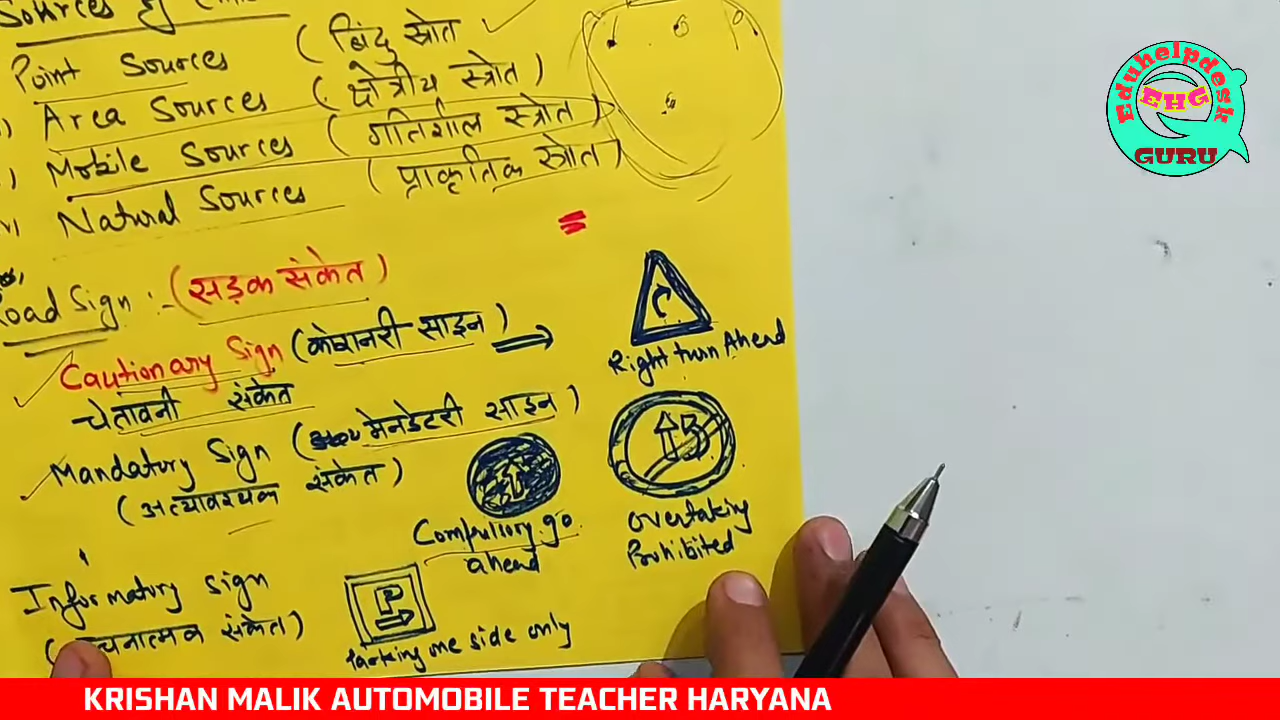 Sources of
Point Sources (बिंदु स्रोत
Area Sources (क्षेत्रीय स्त्रोत)
Mobile Sources (गतिशील स्त्रोत)
Natural Sources (प्राकृतिक स्त्रोत)
Road Sign :- (सड़क संकेत)
Cautionary Sign (कोशनरी साइन)
चेतावनी संकेत
Right turn Ahead
Mandatory Sign (मेनडेटरी साइन)
(अत्यावश्यक संकेत)
Compulsory go
ahead
Overtaking
Prohibited
Informatory Sign
संकेत)
P
Parking one side only
Eduhelpdesk
EHG
GURU
KRISHAN MALIK AUTOMOBILE TEACHER HARYANA